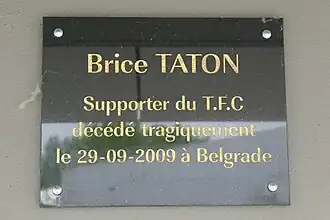 Brice TATON
Supporter du T.F.C
décédé tragiquement
le 29-09-2009 à Belgrade